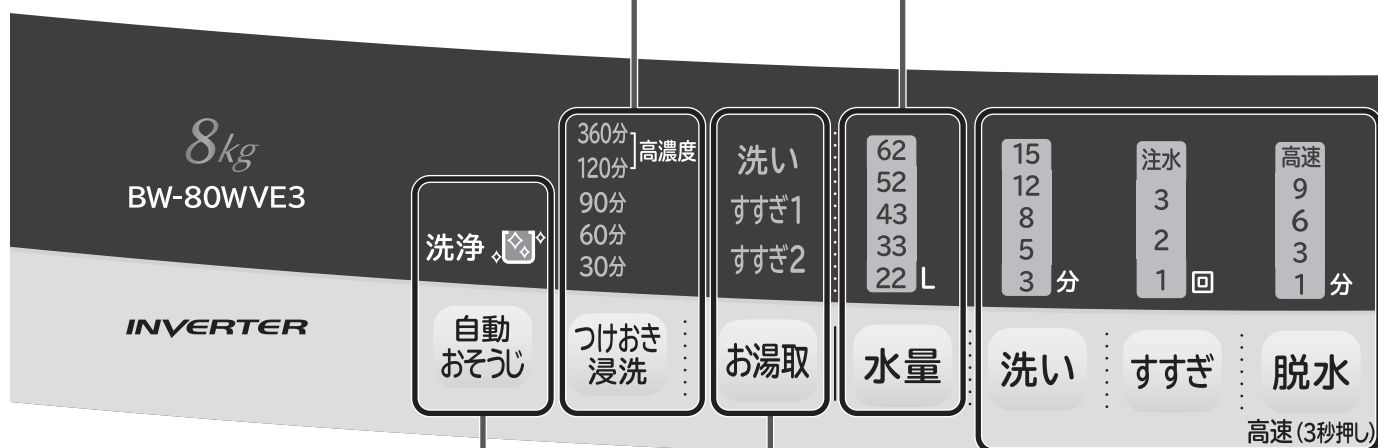 8kg
BW-80WVE3
INVERTER
洗浄
自動
おそうじ
360分
120分
高濃度
90分
60分
30分
つけおき
浸洗
洗い
すすぎ1
すすぎ2
お湯取
62
52
43
33
22 L
水量
15
12
8
5
3 分
洗い
注水
3
2
1 回
すすぎ
高速
9
6
3
1 分
脱水
高速(3秒押し)